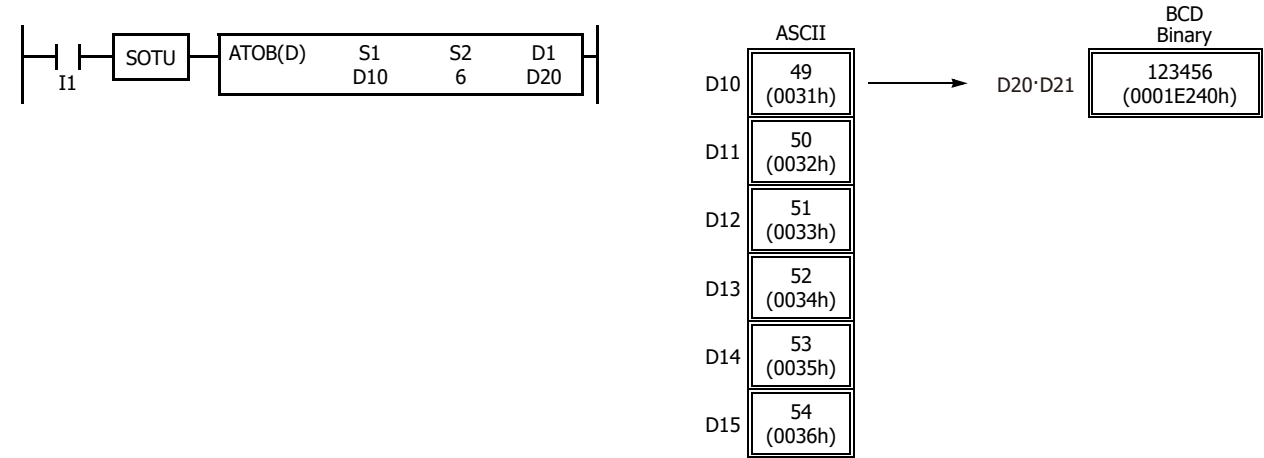 I1
SOTU
ATOB(D) S1 S2 D1
D10 6 D20
ASCII
BCD
Binary
D10 49
(0031h)
D20·D21 123456
(0001E240h)
D11 50
(0032h)
D12 51
(0033h)
D13 52
(0034h)
D14 53
(0035h)
D15 54
(0036h)